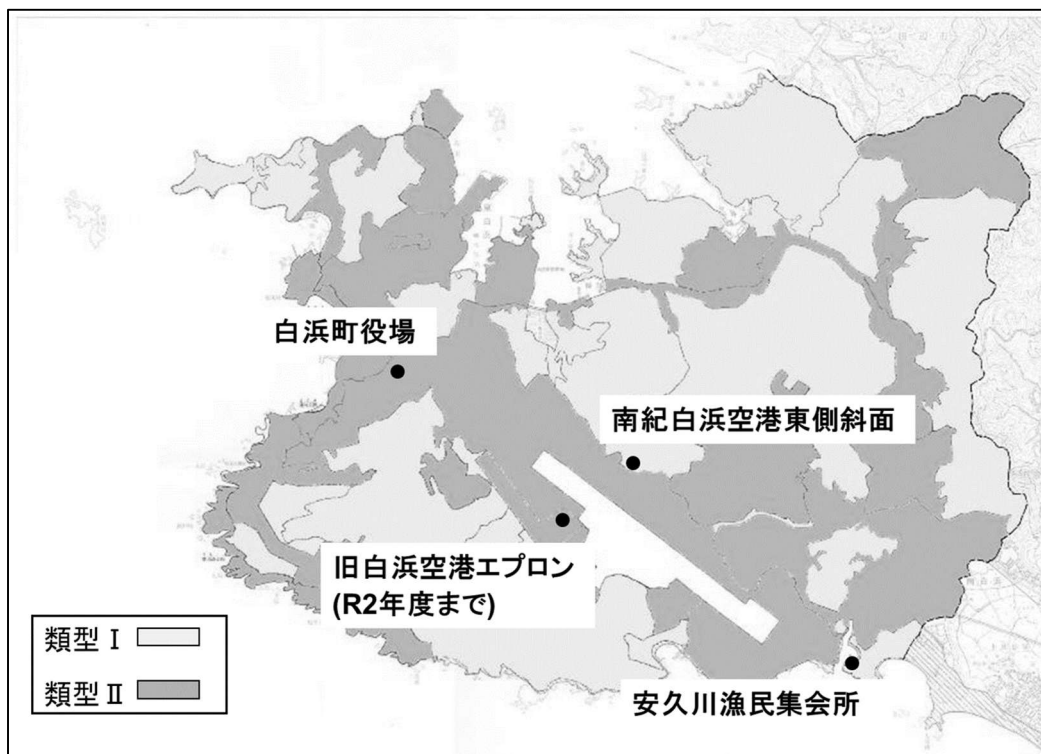 白浜町役場
南紀白浜空港東側斜面
旧白浜空港エプロン
(R2年度まで)
類型Ⅰ
類型Ⅱ
安久川漁民集会所